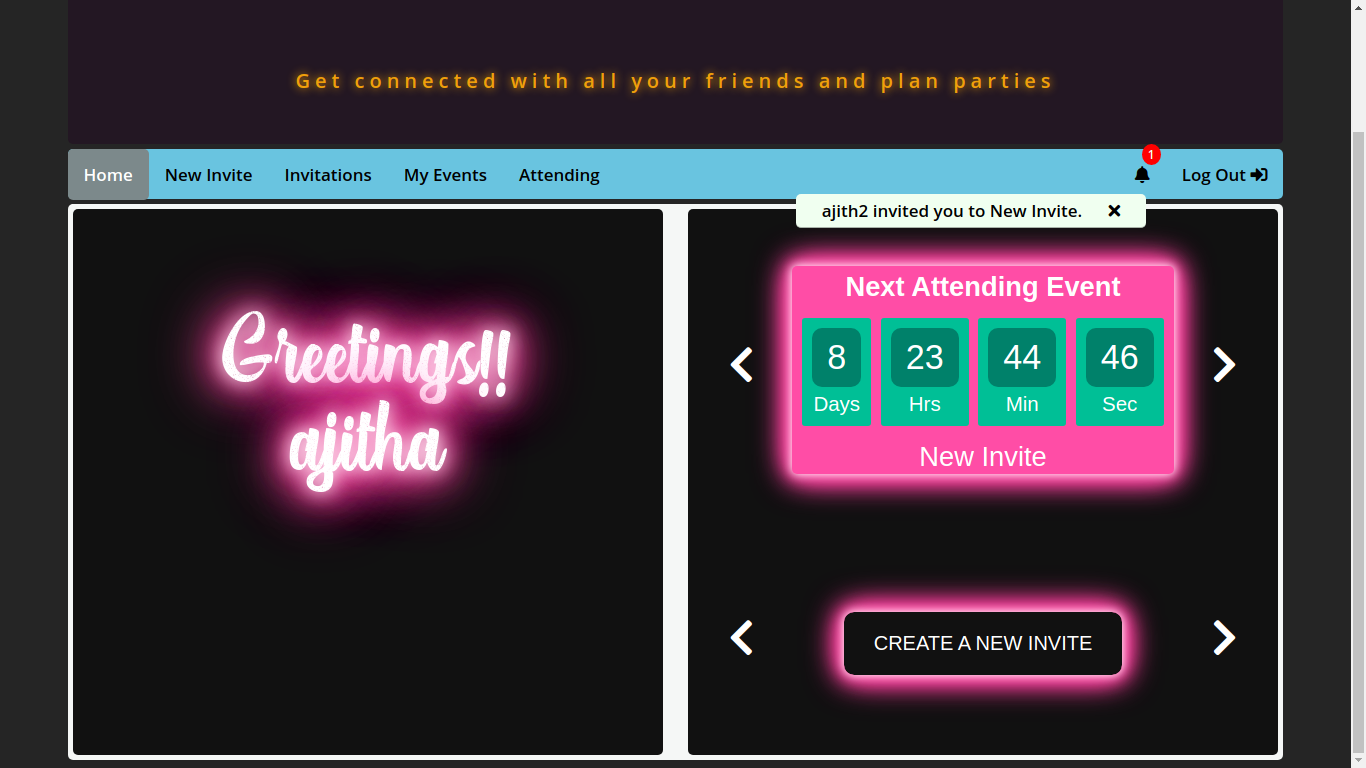 Get connected with all your friends and plan parties
Home New Invite Invitations My Events Attending 1 Log Out
ajith2 invited you to New Invite.
Greetings!!
ajitha
Next Attending Event
8 23 44 46
Days Hrs Min Sec
New Invite
CREATE A NEW INVITE